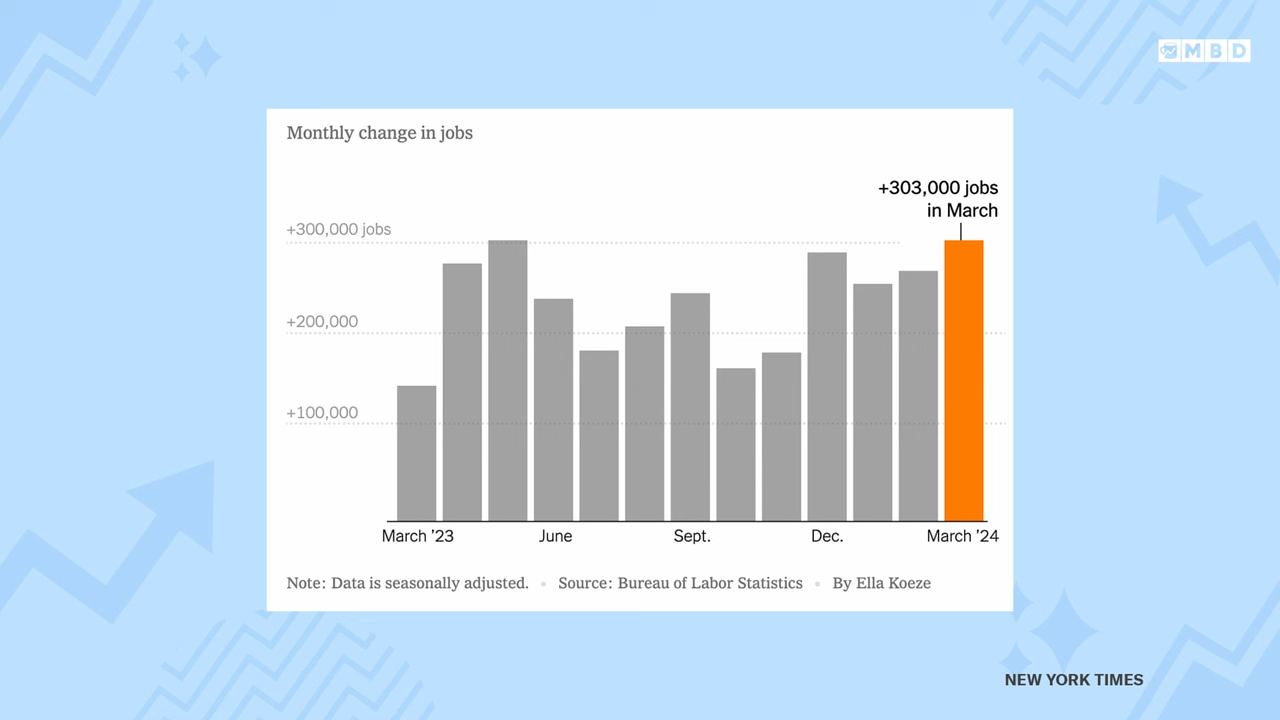 MBD
Monthly change in jobs
+303,000 jobs
in March
+300,000 jobs
+200,000
+100,000
March ’23 June Sept. Dec. March ’24
Note: Data is seasonally adjusted. • Source: Bureau of Labor Statistics • By Ella Koeze
NEW YORK TIMES